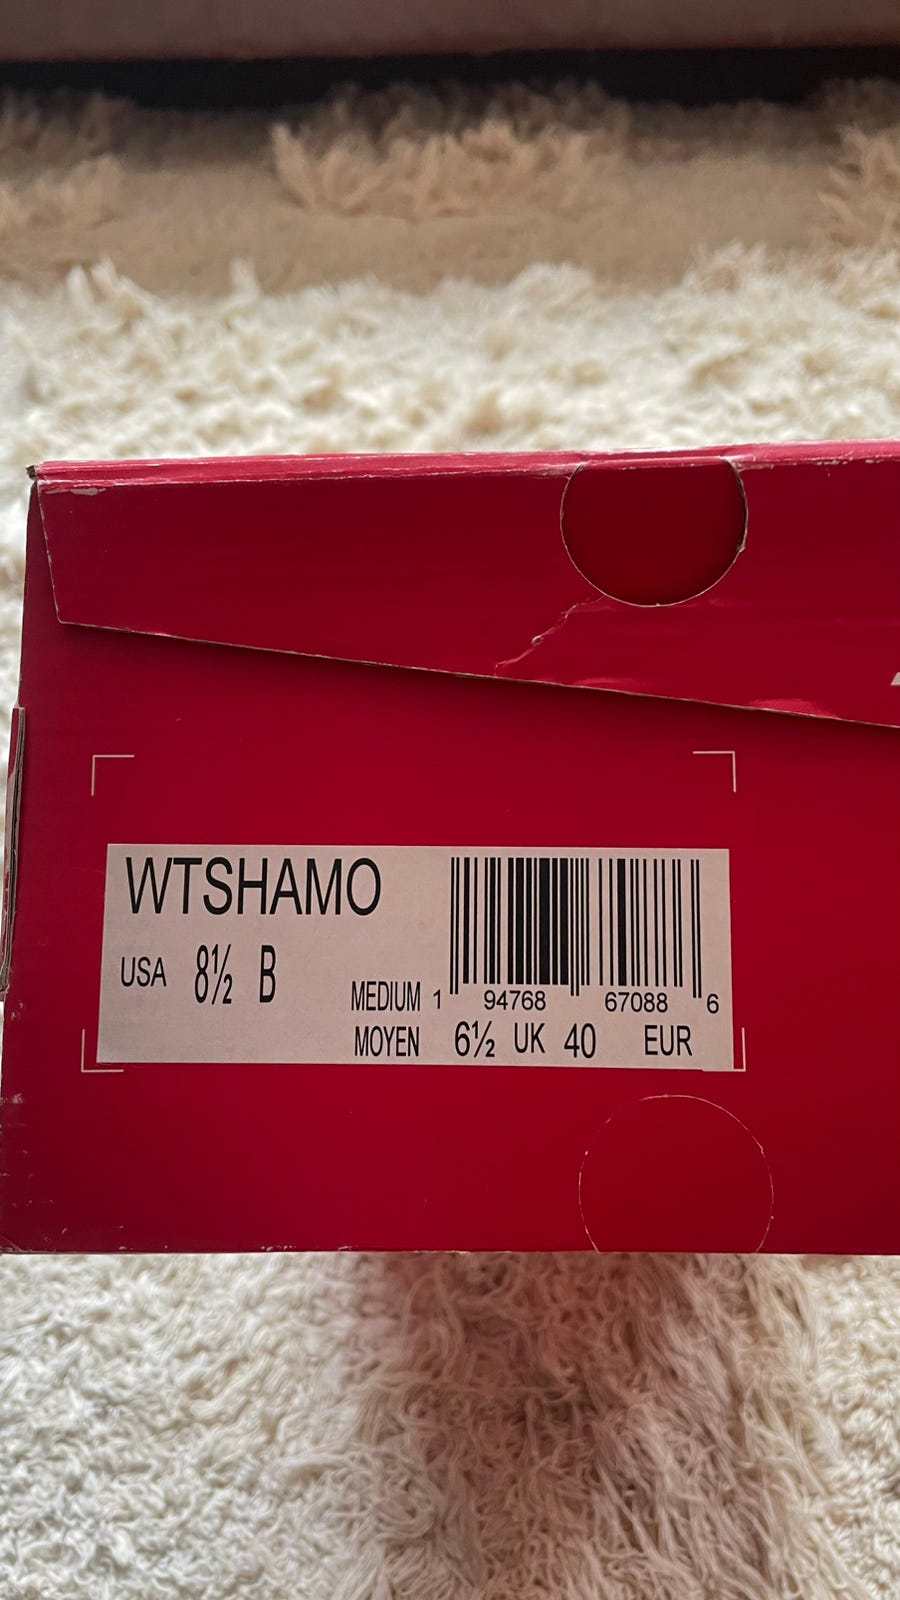 WTSHAMO
USA 8½ B
MEDIUM 1 94768 67088 6
MOYEN 6½ UK 40 EUR